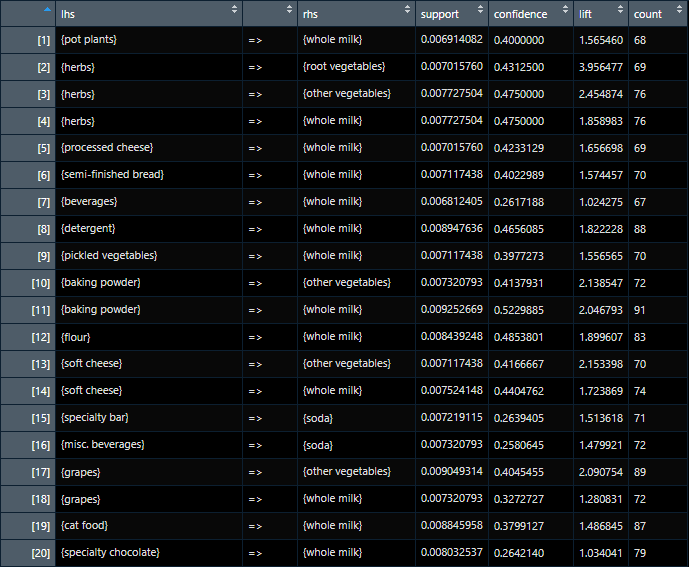 lhs rhs support confidence lift count
[1] {pot plants} => {whole milk} 0.006914082 0.4000000 1.565460 68
[2] {herbs} => {root vegetables} 0.007015760 0.4312500 3.956477 69
[3] {herbs} => {other vegetables} 0.007727504 0.4750000 2.454874 76
[4] {herbs} => {whole milk} 0.007727504 0.4750000 1.858983 76
[5] {processed cheese} => {whole milk} 0.007015760 0.4233129 1.656698 69
[6] {semi-finished bread} => {whole milk} 0.007117438 0.4022989 1.574457 70
[7] {beverages} => {whole milk} 0.006812405 0.2617188 1.024275 67
[8] {detergent} => {whole milk} 0.008947636 0.4656085 1.822228 88
[9] {pickled vegetables} => {whole milk} 0.007117438 0.3977273 1.556565 70
[10] {baking powder} => {other vegetables} 0.007320793 0.4137931 2.138547 72
[11] {baking powder} => {whole milk} 0.009252669 0.5229885 2.046793 91
[12] {flour} => {whole milk} 0.008439248 0.4853801 1.899607 83
[13] {soft cheese} => {other vegetables} 0.007117438 0.4166667 2.153398 70
[14] {soft cheese} => {whole milk} 0.007524148 0.4404762 1.723869 74
[15] {specialty bar} => {soda} 0.007219115 0.2639405 1.513618 71
[16] {misc. beverages} => {soda} 0.007320793 0.2580645 1.479921 72
[17] {grapes} => {other vegetables} 0.009049314 0.4045455 2.090754 89
[18] {grapes} => {whole milk} 0.007320793 0.3272727 1.280831 72
[19] {cat food} => {whole milk} 0.008845958 0.3799127 1.486845 87
[20] {specialty chocolate} => {whole milk} 0.008032537 0.2642140 1.034041 79